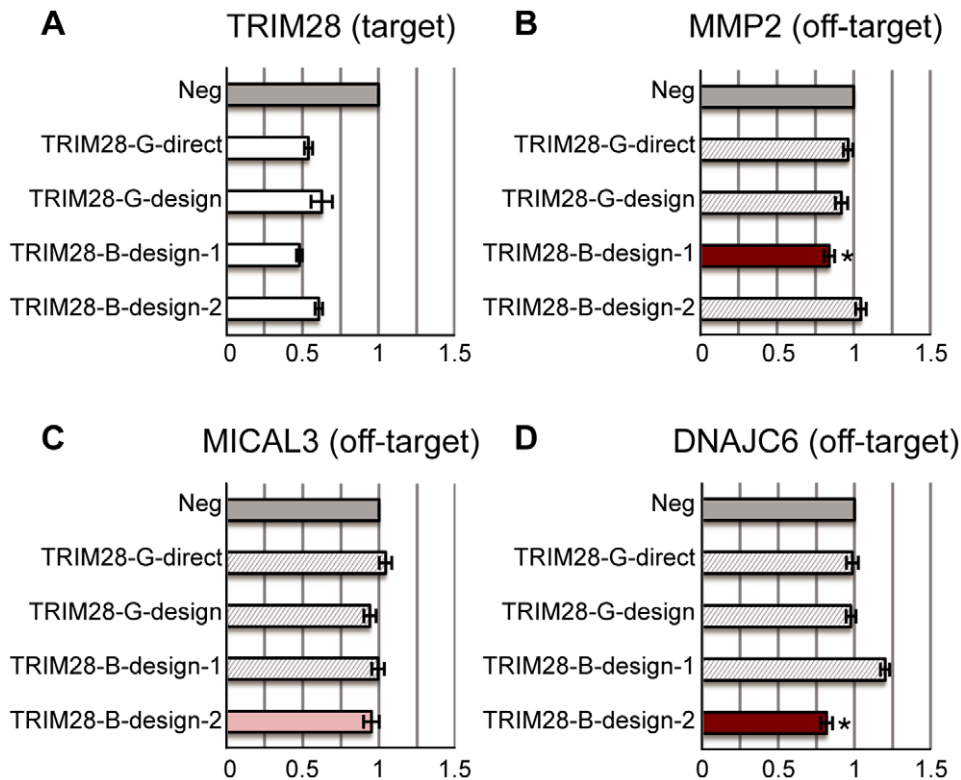 A TRIM28 (target)
Neg
TRIM28-G-direct
TRIM28-G-design
TRIM28-B-design-1
TRIM28-B-design-2
0 0.5 1 1.5
B MMP2 (off-target)
Neg
TRIM28-G-direct
TRIM28-G-design
TRIM28-B-design-1 *
TRIM28-B-design-2
0 0.5 1 1.5
C MICAL3 (off-target)
Neg
TRIM28-G-direct
TRIM28-G-design
TRIM28-B-design-1
TRIM28-B-design-2
0 0.5 1 1.5
D DNAJC6 (off-target)
Neg
TRIM28-G-direct
TRIM28-G-design
TRIM28-B-design-1
TRIM28-B-design-2 *
0 0.5 1 1.5